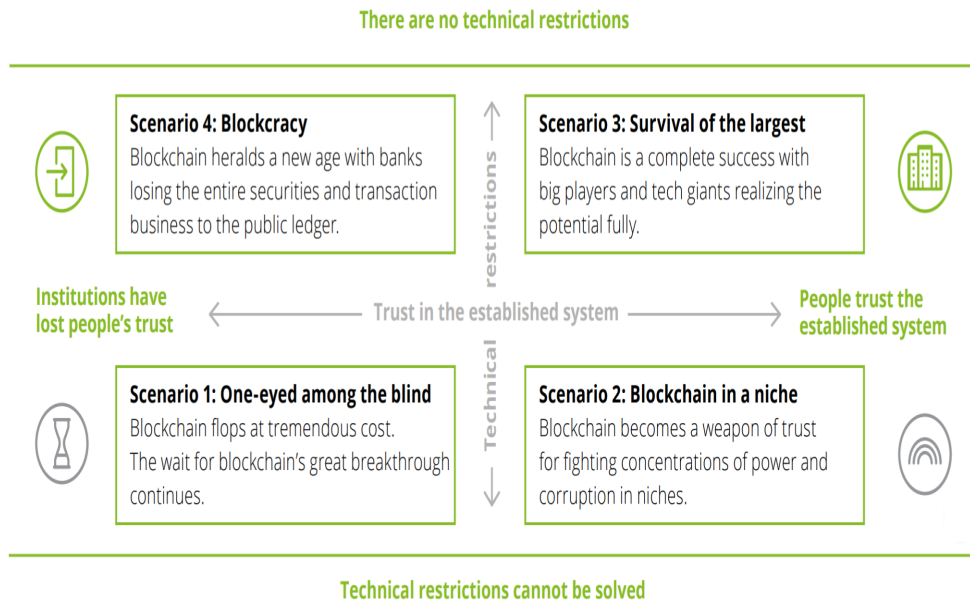 There are no technical restrictions
Scenario 4: Blockcracy
Blockchain heralds a new age with banks
losing the entire securities and transaction
business to the public ledger.
Scenario 3: Survival of the largest
Blockchain is a complete success with
big players and tech giants realizing the
potential fully.
Institutions have
lost people's trust
Trust in the established system
Technical restrictions
People trust the
established system
Scenario 1: One-eyed among the blind
Blockchain flops at tremendous cost.
The wait for blockchain's great breakthrough
continues.
Scenario 2: Blockchain in a niche
Blockchain becomes a weapon of trust
for fighting concentrations of power and
corruption in niches.
Technical restrictions cannot be solved